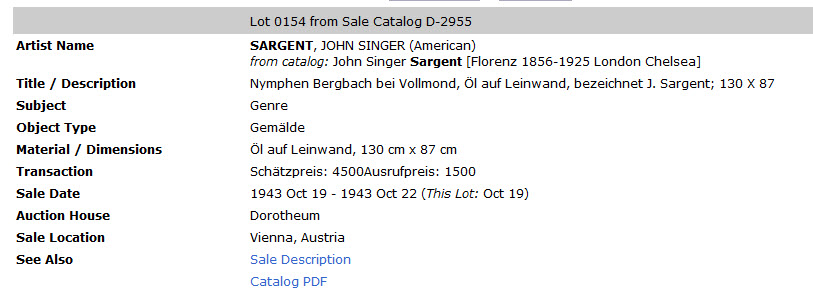 Lot 0154 from Sale Catalog D-2955
Artist Name SARGENT, JOHN SINGER (American)
from catalog: John Singer Sargent [Florenz 1856-1925 London Chelsea]
Title / Description Nymphen Bergbach bei Vollmond, Öl auf Leinwand, bezeichnet J. Sargent; 130 X 87
Subject Genre
Object Type Gemälde
Material / Dimensions Öl auf Leinwand, 130 cm x 87 cm
Transaction Schätzpreis: 4500Ausrufpreis: 1500
Sale Date 1943 Oct 19 - 1943 Oct 22 (This Lot: Oct 19)
Auction House Dorotheum
Sale Location Vienna, Austria
See Also Sale Description
Catalog PDF